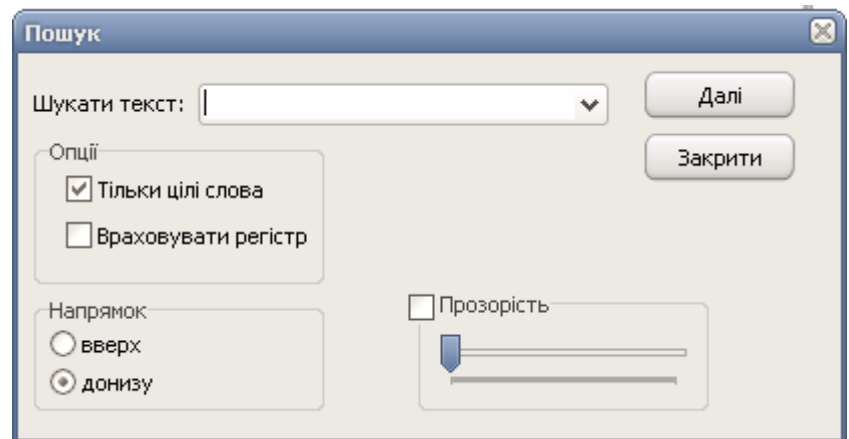 Пошук
Шукати текст:
Далі
Закрити
Опції
Тільки цілі слова
Враховувати регістр
Напрямок
вверх
донизу
Прозорість